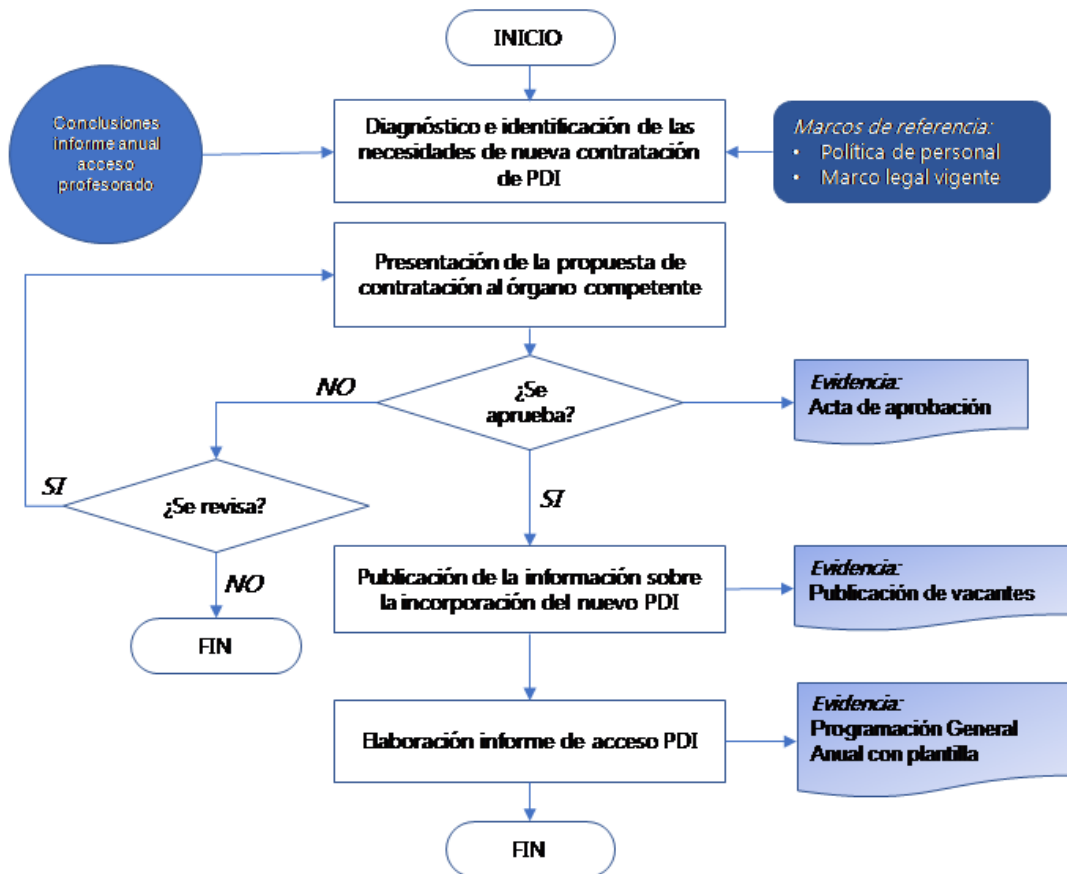 INICIO
Conclusiones
informe anual
acceso
profesorado
Diagnóstico e identificación de las
necesidades de nueva contratación
de PDI
Marcos de referencia:
• Política de personal
• Marco legal vigente
Presentación de la propuesta de
contratación al órgano competente
¿Se
aprueba?
NO
Evidencia:
Acta de aprobación
SI
¿Se revisa?
SI
NO
FIN
Publicación de la información sobre
la incorporación del nuevo PDI
Evidencia:
Publicación de vacantes
Elaboración informe de acceso PDI
Evidencia:
Programación General
Anual con plantilla
FIN